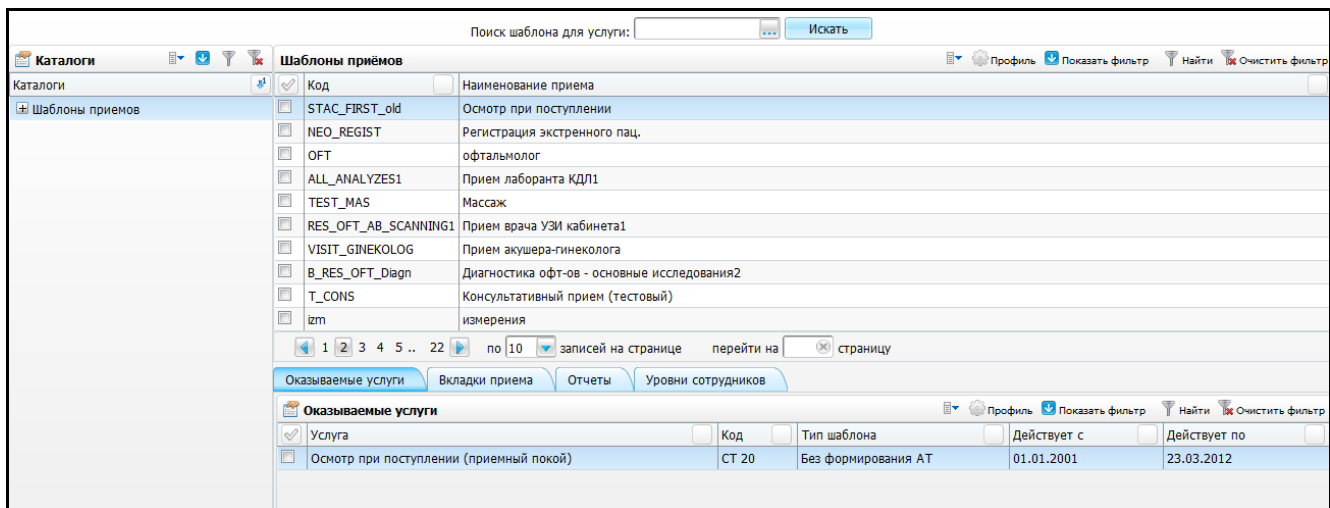 Поиск шаблона для услуги: ... Искать
Каталоги
Каталоги
Шаблоны приемов
Шаблоны приёмов Профиль Показать фильтр Найти Очистить фильтр
Код Наименование приема
STAC_FIRST_old Осмотр при поступлении
NEO_REGIST Регистрация экстренного пац.
OFT офтальмолог
ALL_ANALYZES1 Прием лаборанта КДЛ1
TEST_MAS Массаж
RES_OFT_AB_SCANNING1 Прием врача УЗИ кабинета1
VISIT_GINEKOLOG Прием акушера-гинеколога
B_RES_OFT_Diagn Диагностика офт-ов - основные исследования2
T_CONS Консультативный прием (тестовый)
izm измерения
1 2 3 4 5 .. 22 по 10 записей на странице перейти на страницу
Оказываемые услуги Вкладки приема Отчеты Уровни сотрудников
Оказываемые услуги Профиль Показать фильтр Найти Очистить фильтр
Услуга Код Тип шаблона Действует с Действует по
Осмотр при поступлении (приемный покой) СТ 20 Без формирования АТ 01.01.2001 23.03.2012